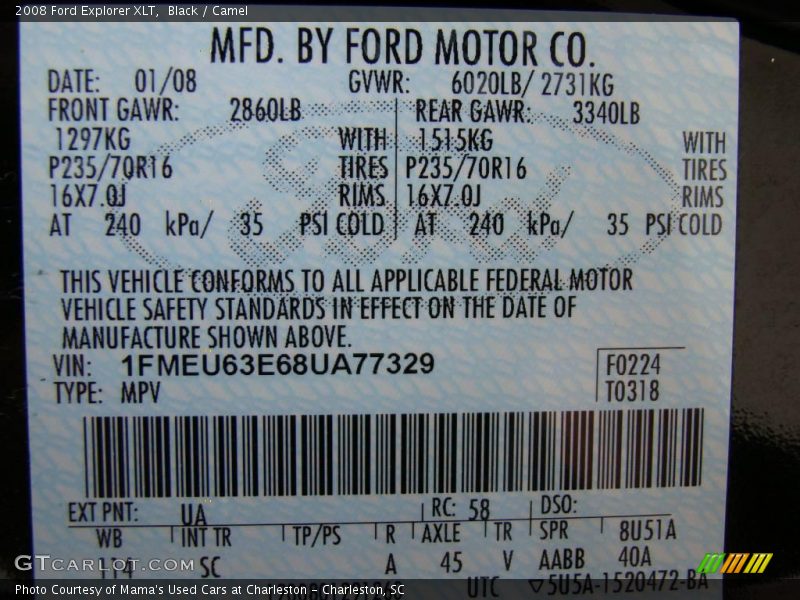 2008 Ford Explorer XLT,  Black / Camel
MFD. BY FORD MOTOR CO.
DATE: 01/08 GVWR: 6020LB/ 2731KG
FRONT GAWR: 2860LB REAR GAWR: 3340LB
1297KG WITH 1515KG WITH
P235/70R16 TIRES P235/70R16 TIRES
16X7.0J RIMS 16X7.0J RIMS
AT 240 kPa/ 35 PSI COLD AT 240 kPa/ 35 PSI COLD
Ford
THIS VEHICLE CONFORMS TO ALL APPLICABLE FEDERAL MOTOR
VEHICLE SAFETY STANDARDS IN EFFECT ON THE DATE OF
MANUFACTURE SHOWN ABOVE.
VIN: 1FMEU63E68UA77329 F0224
TYPE: MPV T0318
EXT PNT: UA RC: 58 DSO:
WB INT TR TP/PS R AXLE TR SPR 8U51A
114 SC A 45 V AABB 40A
UTC ▽5U5A-1520472-BA
GTCARLOT.COM
Photo Courtesy of Mama's Used Cars at Charleston – Charleston, SC